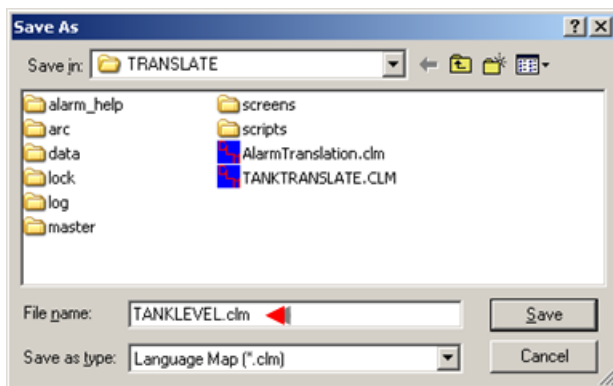 Save As
Save in: TRANSLATE
alarm_help
arc
data
lock
log
master
screens
scripts
AlarmTranslation.clm
TANKTRANSLATE.CLM
File name: TANKLEVEL.clm Save
Save as type: Language Map (*.clm) Cancel